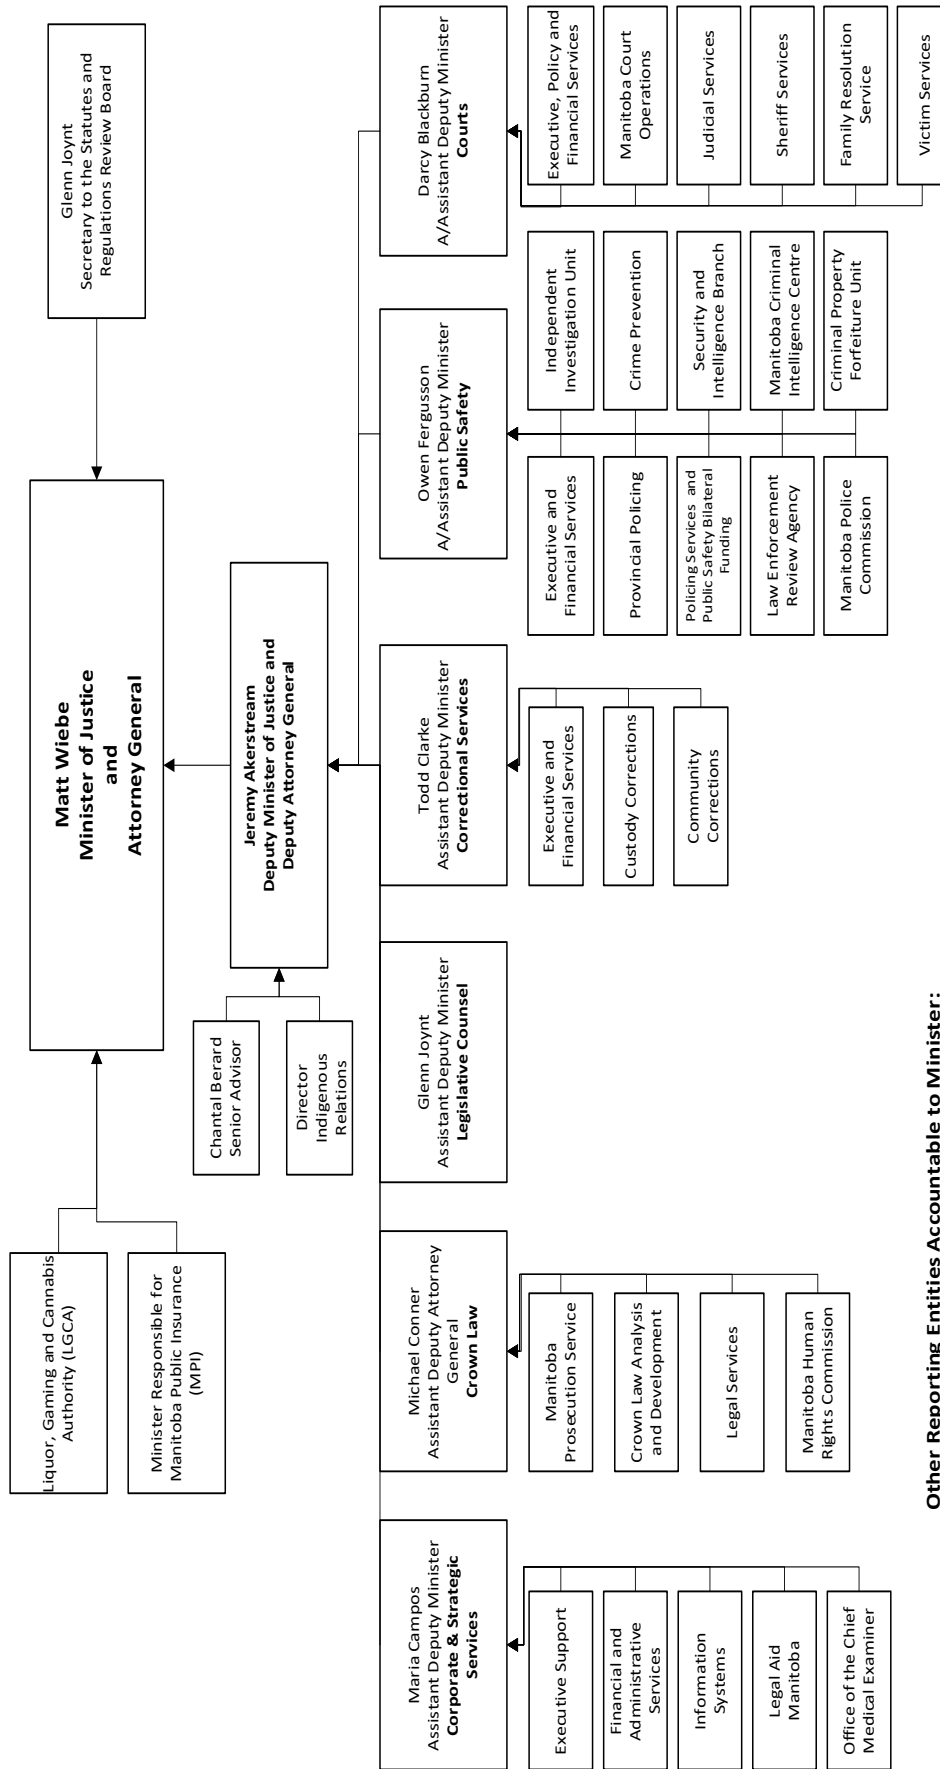 Liquor, Gaming and Cannabis
Authority (LGCA)
Minister Responsible for
Manitoba Public Insurance
(MPI)
Matt Wiebe
Minister of Justice
and
Attorney General
Glenn Joynt
Secretary to the Statutes and
Regulations Review Board
Chantal Berard
Senior Advisor
Director
Indigenous
Relations
Jeremy Akerstream
Deputy Minister of Justice and
Deputy Attorney General
Maria Campos
Assistant Deputy Minister
Corporate & Strategic
Services
Executive Support
Financial and
Administrative
Services
Information
Systems
Legal Aid
Manitoba
Office of the Chief
Medical Examiner
Michael Conner
Assistant Deputy Attorney
General
Crown Law
Manitoba
Prosecution Service
Crown Law Analysis
and Development
Legal Services
Manitoba Human
Rights Commission
Glenn Joynt
Assistant Deputy Minister
Legislative Counsel
Todd Clarke
Assistant Deputy Minister
Correctional Services
Executive and
Financial Services
Custody Corrections
Community
Corrections
Owen Fergusson
A/Assistant Deputy Minister
Public Safety
Executive and
Financial Services
Provincial Policing
Policing Services and
Public Safety Bilateral
Funding
Law Enforcement
Review Agency
Manitoba Police
Commission
Independent
Investigation Unit
Crime Prevention
Security and
Intelligence Branch
Manitoba Criminal
Intelligence Centre
Criminal Property
Forfeiture Unit
Darcy Blackburn
A/Assistant Deputy Minister
Courts
Executive, Policy and
Financial Services
Manitoba Court
Operations
Judicial Services
Sheriff Services
Family Resolution
Service
Victim Services
Other Reporting Entities Accountable to Minister: